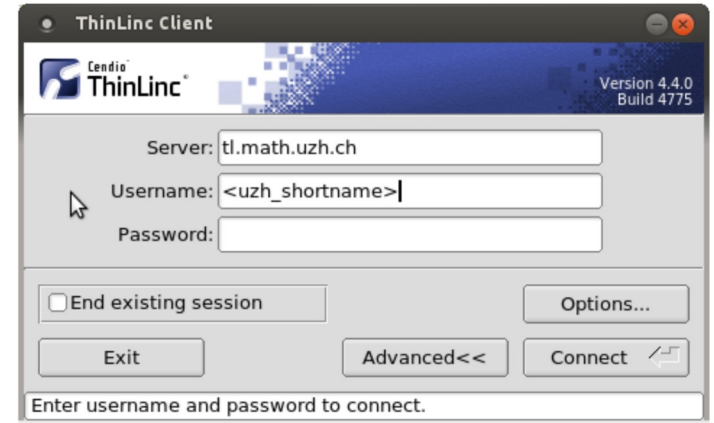 ThinLinc Client
Cendio
ThinLinc
Version 4.4.0
Build 4775
Server: tl.math.uzh.ch
Username: <uzh_shortname>
Password:
End existing session
Options...
Exit
Advanced<<
Connect
Enter username and password to connect.